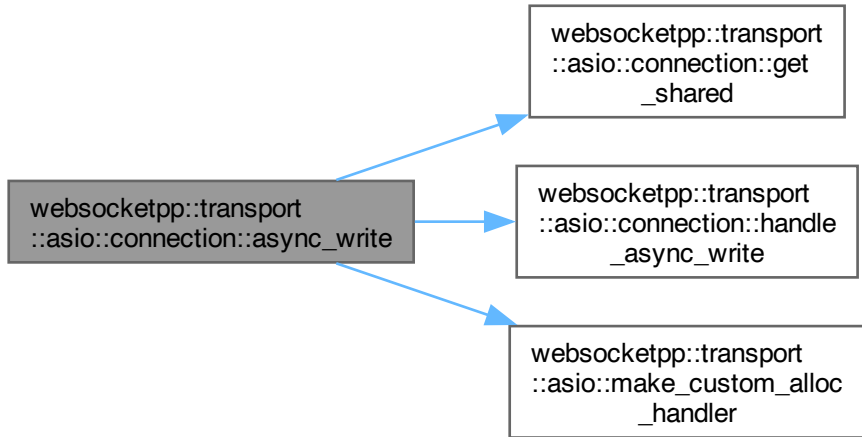 websocketpp::transport
::asio::connection::get
_shared
websocketpp::transport
::asio::connection::async_write
websocketpp::transport
::asio::connection::handle
_async_write
websocketpp::transport
::asio::make_custom_alloc
_handler